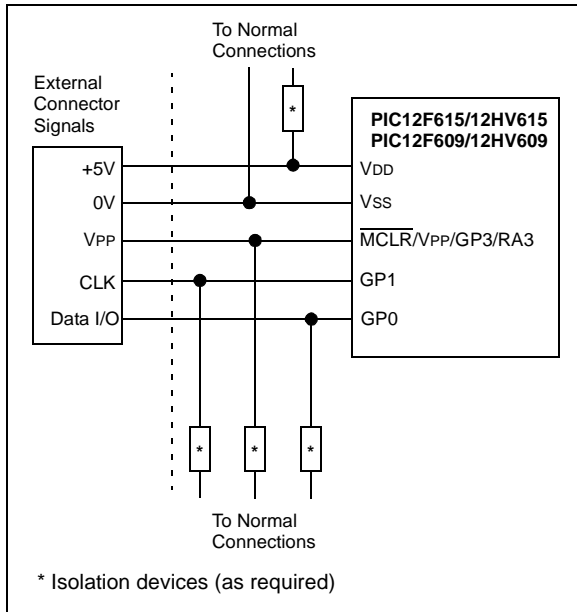 To Normal
Connections
External
Connector
Signals
*
PIC12F615/12HV615
PIC12F609/12HV609
+5V
VDD
0V
VSS
VPP
MCLR/VPP/GP3/RA3
CLK
GP1
Data I/O
GP0
* * *
To Normal
Connections
* Isolation devices (as required)